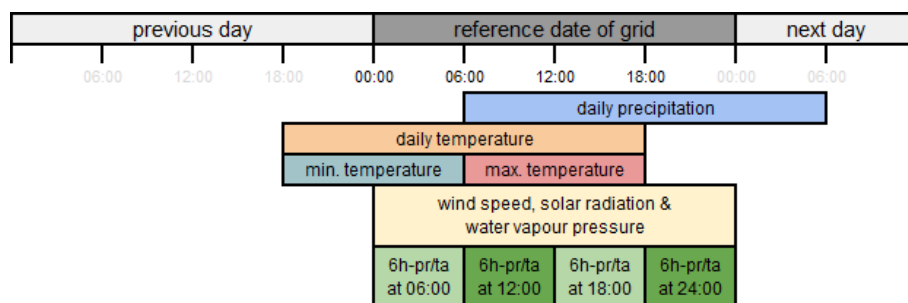 previous day reference date of grid next day
06:00 12:00 18:00 00:00 06:00 12:00 18:00 00:00 06:00
daily precipitation
daily temperature
min. temperature max. temperature
wind speed, solar radiation &
water vapour pressure
6h-pr/ta 6h-pr/ta 6h-pr/ta 6h-pr/ta
at 06:00 at 12:00 at 18:00 at 24:00